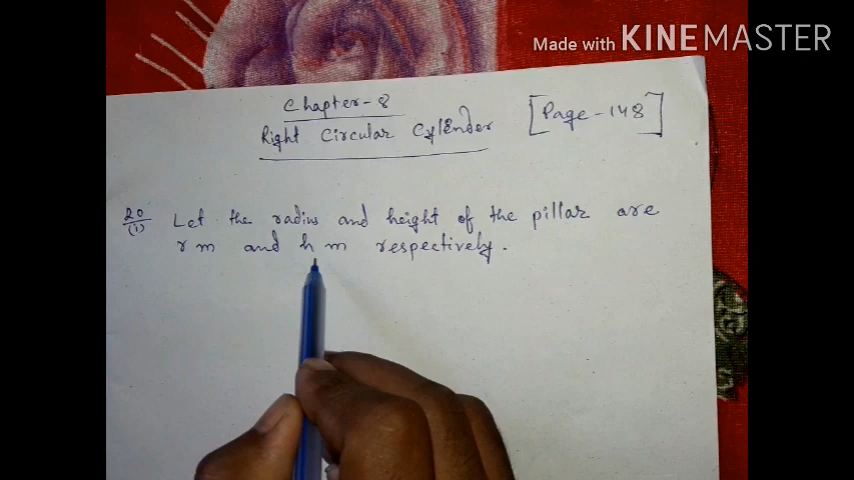 Made with KINEMASTER
Chapter-8
Right Circular Cylinder [Page-148]
20 Let the radius and height of the pillar are
(i) r m and h m respectively.